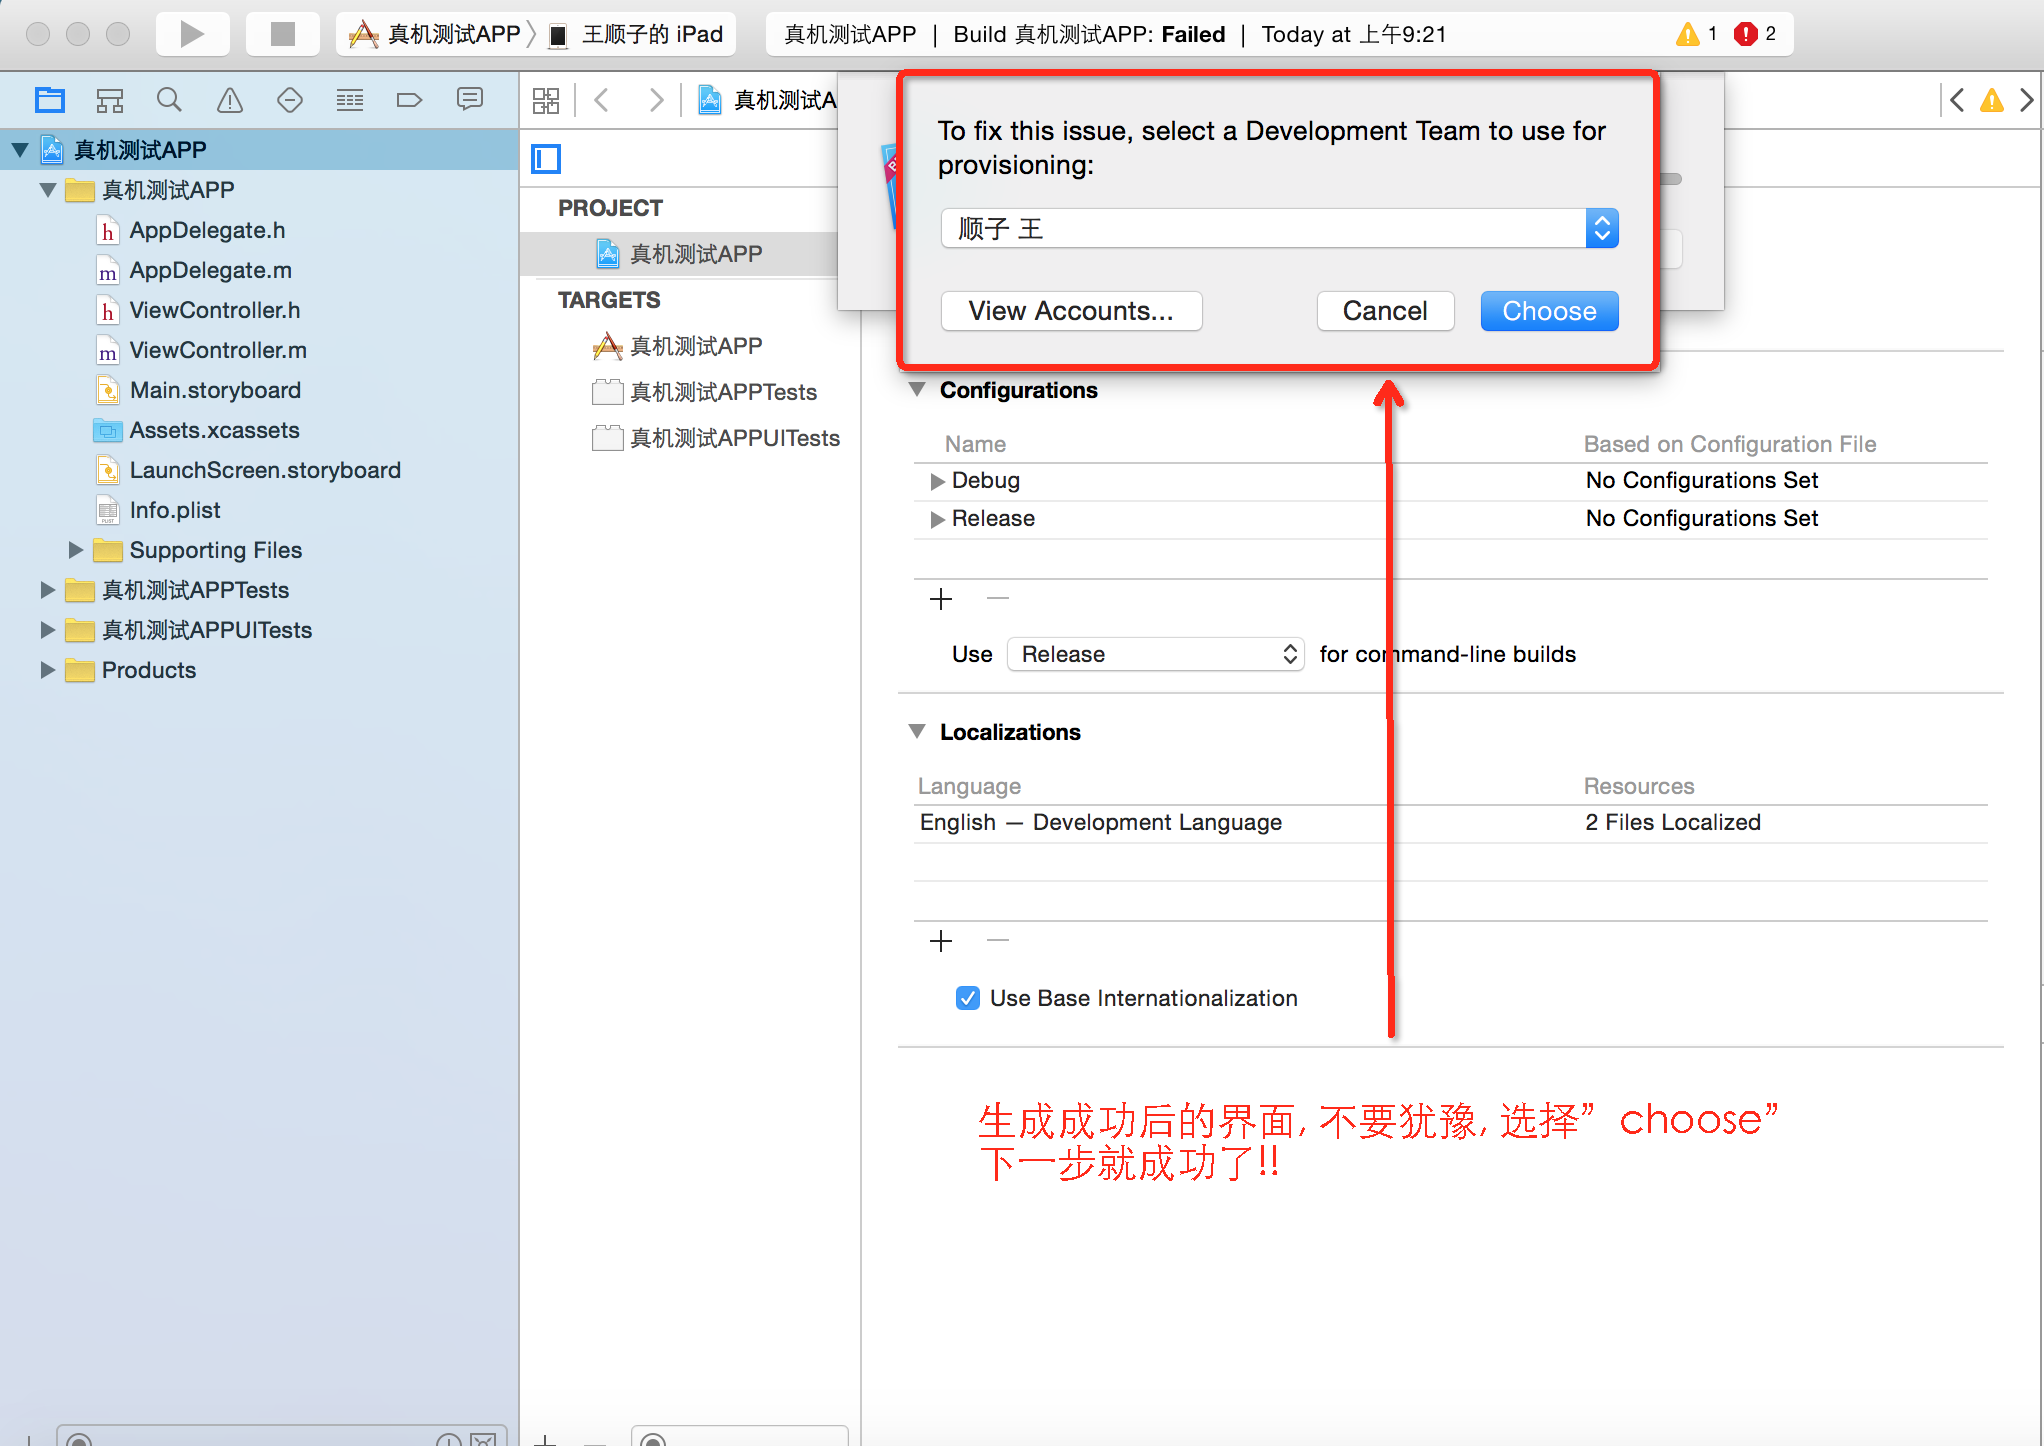 真机测试APP
王顺子的 iPad
真机测试APP | Build 真机测试APP: Failed | Today at 上午9:21
1
2
真机测试A
真机测试APP
真机测试APP
AppDelegate.h
AppDelegate.m
ViewController.h
ViewController.m
Main.storyboard
Assets.xcassets
LaunchScreen.storyboard
Info.plist
Supporting Files
真机测试APPTests
真机测试APPUITests
Products
PROJECT
真机测试APP
TARGETS
真机测试APP
真机测试APPTests
真机测试APPUITests
To fix this issue, select a Development Team to use for
provisioning:
顺子 王
View Accounts...
Cancel
Choose
Configurations
Name
Based on Configuration File
Debug
No Configurations Set
Release
No Configurations Set
Use Release for command-line builds
Localizations
Language
Resources
English — Development Language
2 Files Localized
Use Base Internationalization
生成成功后的界面, 不要犹豫, 选择” choose”
下一步就成功了!!